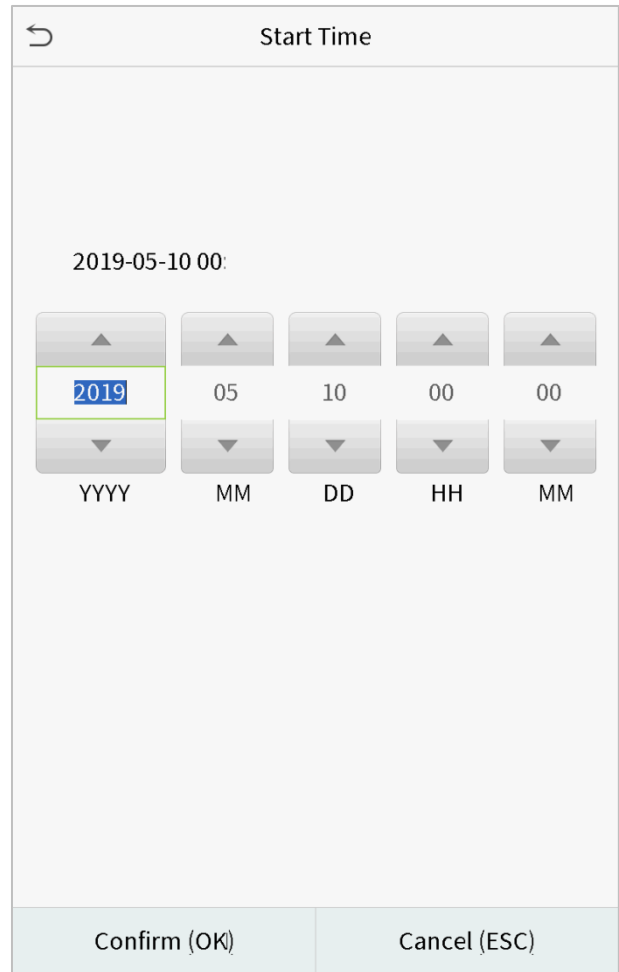 Start Time
2019-05-10 00:
2019 05 10 00 00
YYYY MM DD HH MM
Confirm (OK)
Cancel (ESC)